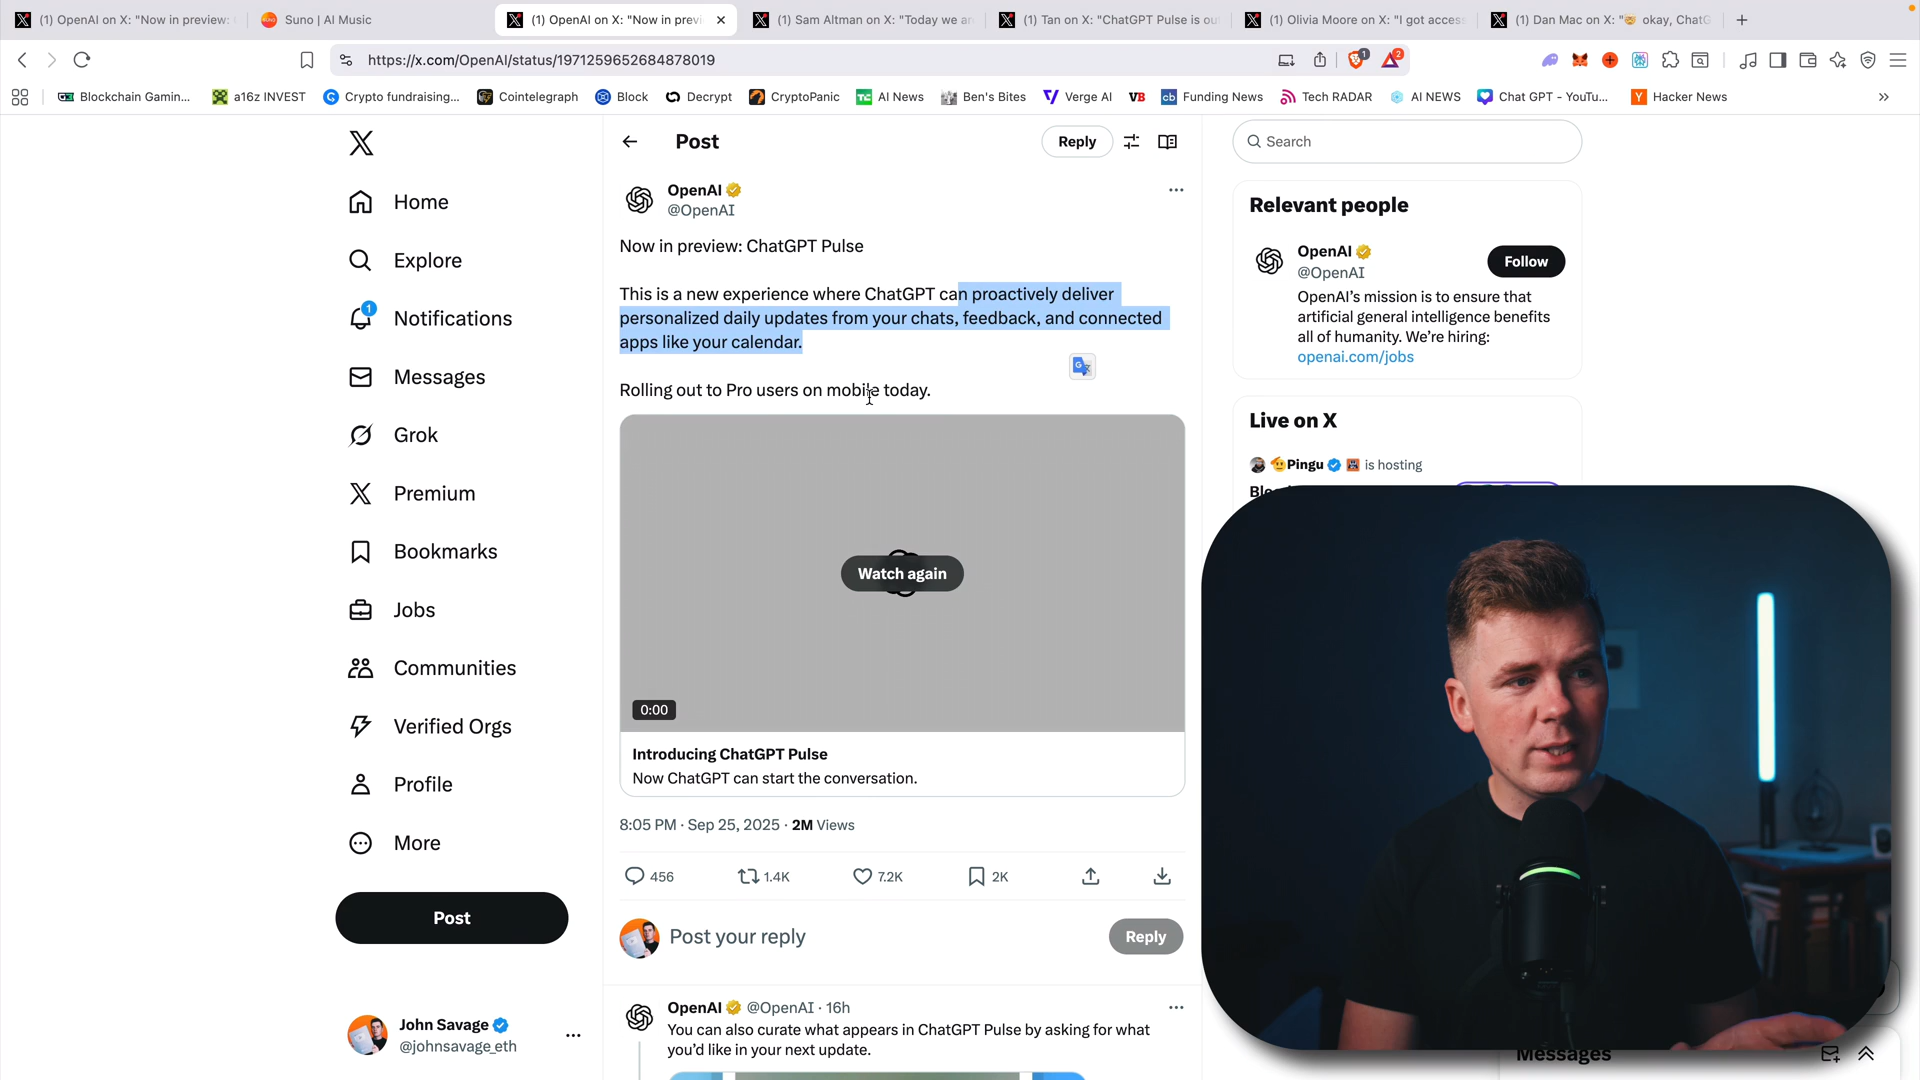 (1) OpenAI on X: "Now in preview:
Suno | AI Music
(1) OpenAI on X: "Now in previ
(1) Sam Altman on X: "Today we an
(1) Tan on X: "ChatGPT Pulse is ou
(1) Olivia Moore on X: "I got access
(1) Dan Mac on X: "🤯 okay, ChatG
https://x.com/OpenAI/status/1971259652684878019
1
2
Blockchain Gamin...
a16z INVEST
Crypto fundraising...
Cointelegraph
Block
Decrypt
CryptoPanic
AI News
Ben's Bites
Verge AI
VB
Funding News
Tech RADAR
AI NEWS
Chat GPT - YouTu...
Hacker News
Home
Explore
1
Notifications
Messages
Grok
Premium
Bookmarks
Jobs
Communities
Verified Orgs
Profile
More
Post
John Savage
@johnsavage_eth
Post
Reply
OpenAI
@OpenAI
Now in preview: ChatGPT Pulse
This is a new experience where ChatGPT can proactively deliver
personalized daily updates from your chats, feedback, and connected
apps like your calendar.
Rolling out to Pro users on mobile today.
Watch again
0:00
Introducing ChatGPT Pulse
Now ChatGPT can start the conversation.
8:05 PM · Sep 25, 2025 · 2M Views
456
1.4K
7.2K
2K
Post your reply
Reply
OpenAI @OpenAI · 16h
You can also curate what appears in ChatGPT Pulse by asking for what
you'd like in your next update.
Search
Relevant people
OpenAI
@OpenAI
Follow
OpenAI's mission is to ensure that
artificial general intelligence benefits
all of humanity. We're hiring:
openai.com/jobs
Live on X
Pingu is hosting
Messages